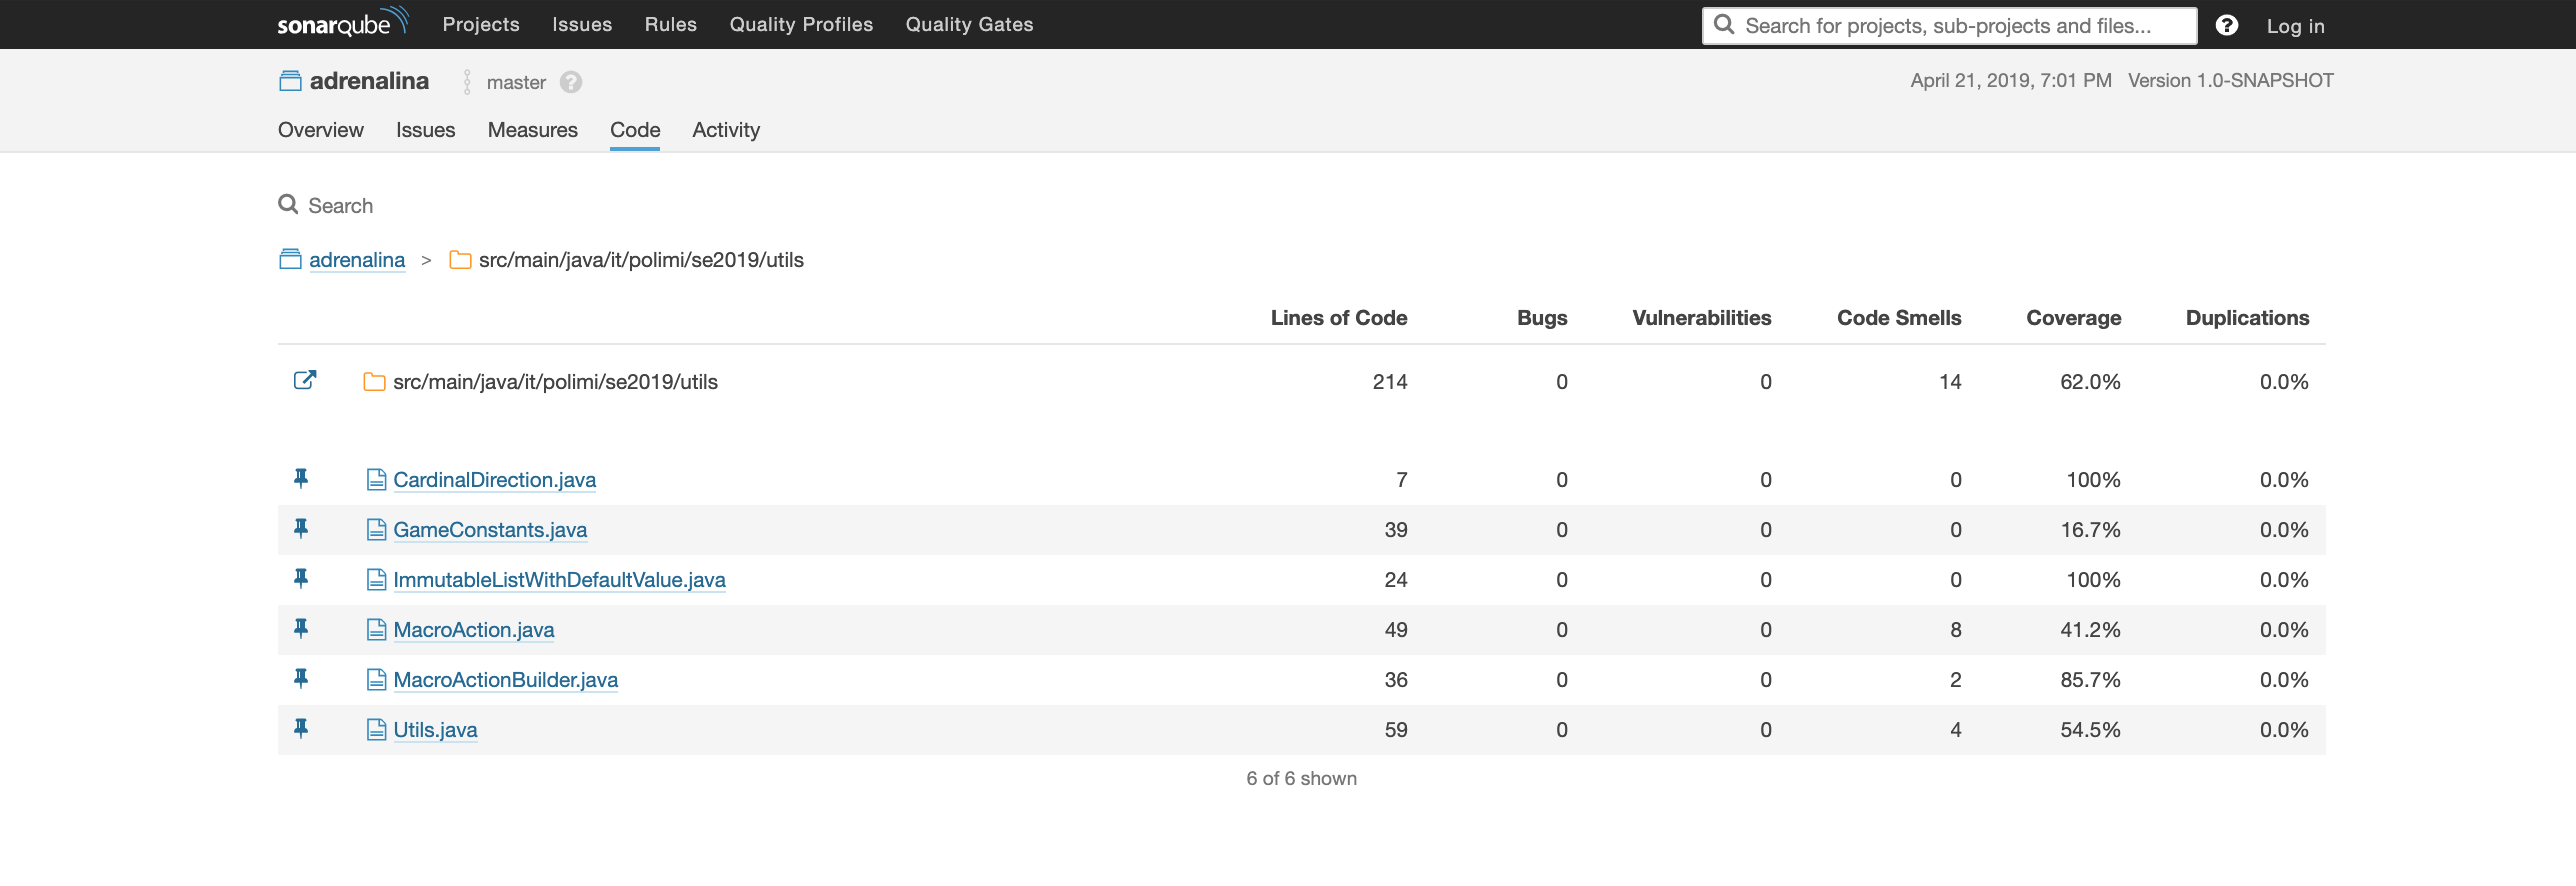 sonarqube Projects Issues Rules Quality Profiles Quality Gates Search for projects, sub-projects and files... ? Log in
adrenalina master ? April 21, 2019, 7:01 PM Version 1.0-SNAPSHOT
Overview Issues Measures Code Activity
Search
adrenalina > src/main/java/it/polimi/se2019/utils
Lines of Code Bugs Vulnerabilities Code Smells Coverage Duplications
src/main/java/it/polimi/se2019/utils 214 0 0 14 62.0% 0.0%
CardinalDirection.java 7 0 0 0 100% 0.0%
GameConstants.java 39 0 0 0 16.7% 0.0%
ImmutableListWithDefaultValue.java 24 0 0 0 100% 0.0%
MacroAction.java 49 0 0 8 41.2% 0.0%
MacroActionBuilder.java 36 0 0 2 85.7% 0.0%
Utils.java 59 0 0 4 54.5% 0.0%
6 of 6 shown